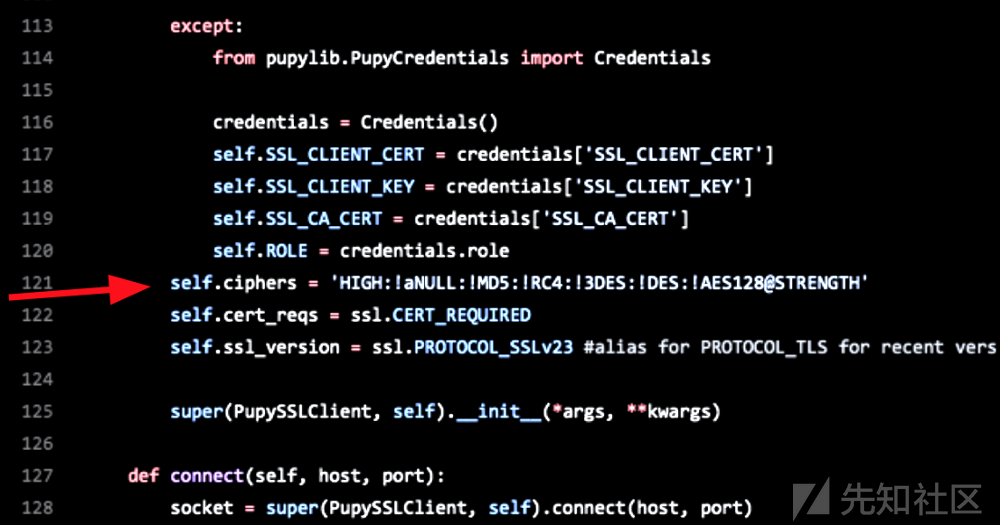 113 except:
114 from pupylib.PupyCredentials import Credentials
115
116 credentials = Credentials()
117 self.SSL_CLIENT_CERT = credentials['SSL_CLIENT_CERT']
118 self.SSL_CLIENT_KEY = credentials['SSL_CLIENT_KEY']
119 self.SSL_CA_CERT = credentials['SSL_CA_CERT']
120 self.ROLE = credentials.role
121 self.ciphers = 'HIGH:!aNULL:!MD5:!RC4:!3DES:!DES:!AES128@STRENGTH'
122 self.cert_reqs = ssl.CERT_REQUIRED
123 self.ssl_version = ssl.PROTOCOL_SSLv23 #alias for PROTOCOL_TLS for recent vers
124
125 super(PupySSLClient, self).__init__(*args, **kwargs)
126
127 def connect(self, host, port):
128 socket = super(PupySSLClient, self).connect(host, port)
先知社区